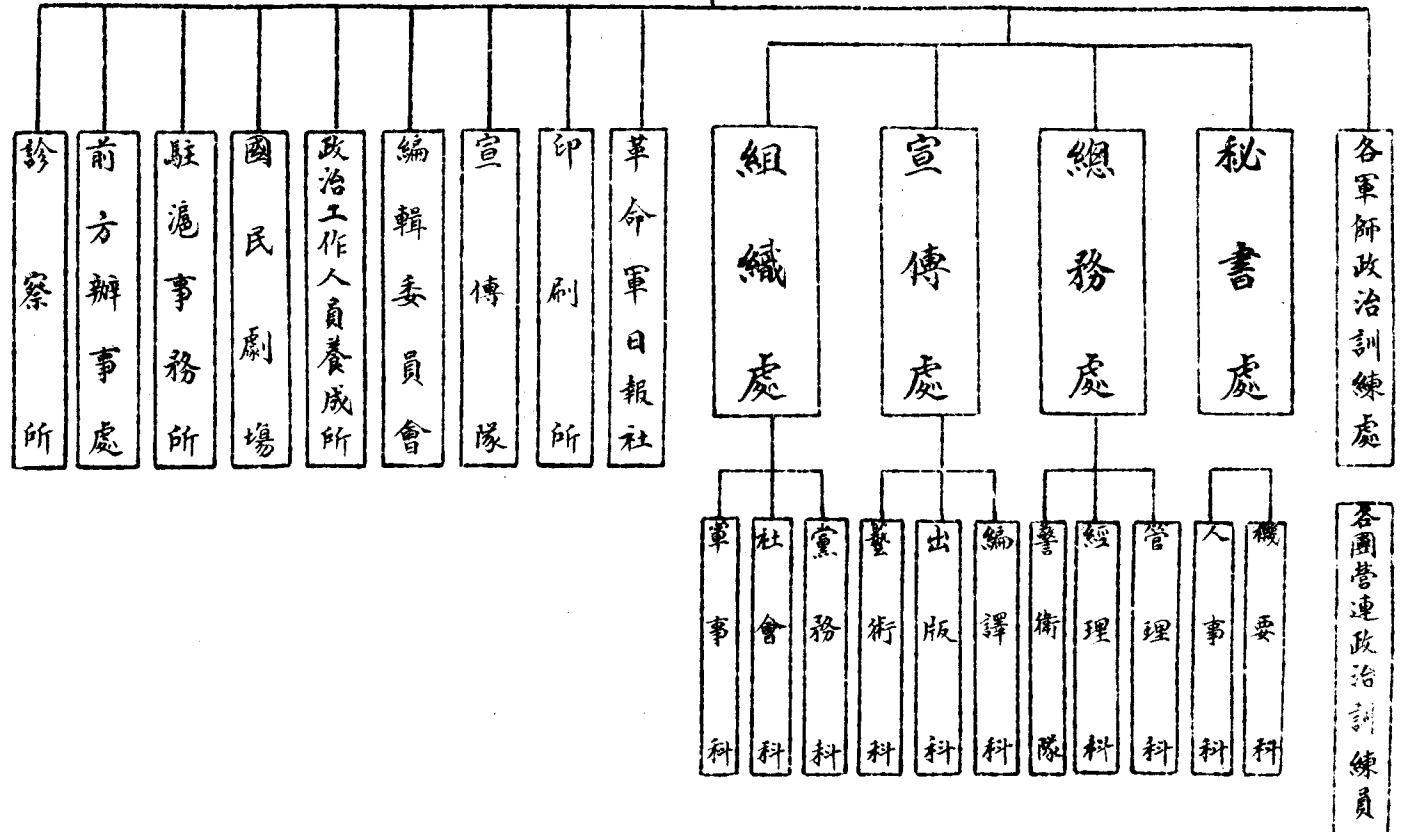 各軍師政治訓練處
秘書處
總務處
宣傳處
組織處
革命軍日報社
印刷所
宣傳隊
編輯委員會
政治工作人員養成所
國民劇場
駐滬事務所
前方辦事處
診察所
各團營連政治訓練員
機要科
人事科
管理科
經理科
警衛隊
編譯科
出版科
藝術科
黨務科
社會科
軍事科